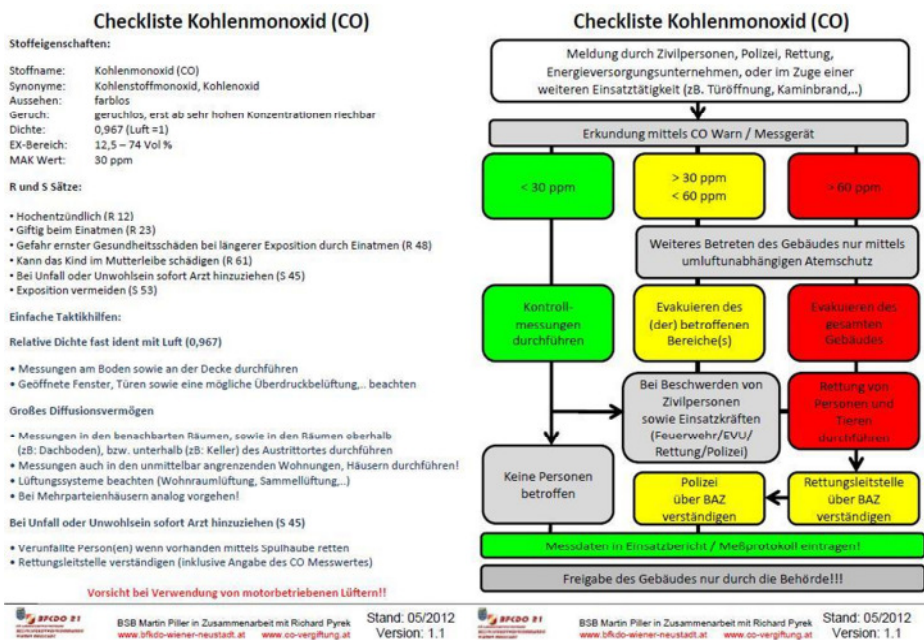 Checkliste Kohlenmonoxid (CO)
Stoffeigenschaften:
Stoffname: Kohlenmonoxid (CO)
Synonyme: Kohlenstoffmonoxid, Kohlenoxid
Aussehen: farblos
Geruch: geruchlos, erst ab sehr hohen Konzentrationen riechbar
Dichte: 0,967 (Luft =1)
EX-Bereich: 12,5 – 74 Vol %
MAK Wert: 30 ppm
R und S Sätze:
• Hochentzündlich (R 12)
• Giftig beim Einatmen (R 23)
• Gefahr ernster Gesundheitsschäden bei längerer Exposition durch Einatmen (R 48)
• Kann das Kind im Mutterleibe schädigen (R 61)
• Bei Unfall oder Unwohlsein sofort Arzt hinzuziehen (S 45)
• Exposition vermeiden (S 53)
Einfache Taktikhilfen:
Relative Dichte fast ident mit Luft (0,967)
• Messungen am Boden sowie an der Decke durchführen
• Geöffnete Fenster, Türen sowie eine mögliche Überdruckbelüftung,.. beachten
Großes Diffusionsvermögen
• Messungen in den benachbarten Räumen, sowie in den Räumen oberhalb
(zB: Dachboden), bzw. unterhalb (zB: Keller) des Austrittortes durchführen
• Messungen auch in den unmittelbar angrenzenden Wohnungen, Häusern durchführen!
• Lüftungssysteme beachten (Wohnraumlüftung, Sammellüftung,..)
• Bei Mehrparteienhäusern analog vorgehen!
Bei Unfall oder Unwohlsein sofort Arzt hinzuziehen (S 45)
• Verunfallte Person(en) wenn vorhanden mittels Spülhaube retten
• Rettungsleitstelle verständigen (inklusive Angabe des CO Messwertes)
Vorsicht bei Verwendung von motorbetriebenen Lüftern!!
BFKDO 21
BSB Martin Piller in Zusammenarbeit mit Richard Pyrek
www.bfkdo-wiener-neustadt.at www.co-vergiftung.at
Stand: 05/2012
Version: 1.1
Checkliste Kohlenmonoxid (CO)
Meldung durch Zivilpersonen, Polizei, Rettung,
Energieversorgungsunternehmen, oder im Zuge einer
weiteren Einsatztätigkeit (zB. Türöffnung, Kaminbrand,..)
Erkundung mittels CO Warn / Messgerät
< 30 ppm
> 30 ppm
< 60 ppm
> 60 ppm
Weiteres Betreten des Gebäudes nur mittels
umluftunabhängigen Atemschutz
Kontroll-
messungen
durchführen
Evakuieren des
(der) betroffenen
Bereiche(s)
Evakuieren des
gesamten
Gebäudes
Bei Beschwerden von
Zivilpersonen
sowie Einsatzkräften
(Feuerwehr/EVU/
Rettung/Polizei)
Rettung von
Personen und
Tieren
durchführen
Keine Personen
betroffen
Polizei
über BAZ
verständigen
Rettungsleitstelle
über BAZ
verständigen
Messdaten in Einsatzbericht / Meßprotokoll eintragen!
Freigabe des Gebäudes nur durch die Behörde!!!
BFKDO 21
BSB Martin Piller in Zusammenarbeit mit Richard Pyrek
www.bfkdo-wiener-neustadt.at www.co-vergiftung.at
Stand: 05/2012
Version: 1.1